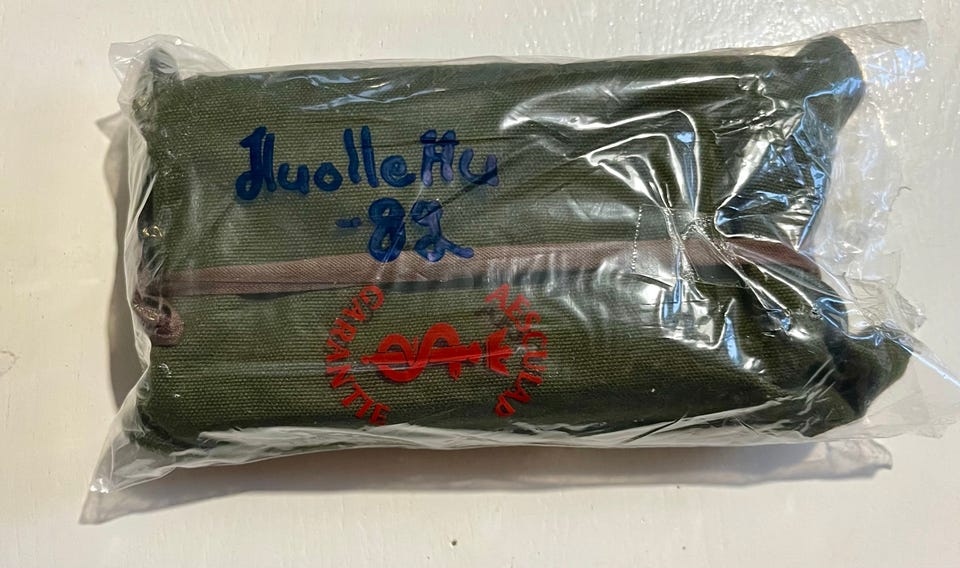 Huollettu
-82
GARANTIE
AESCULAP